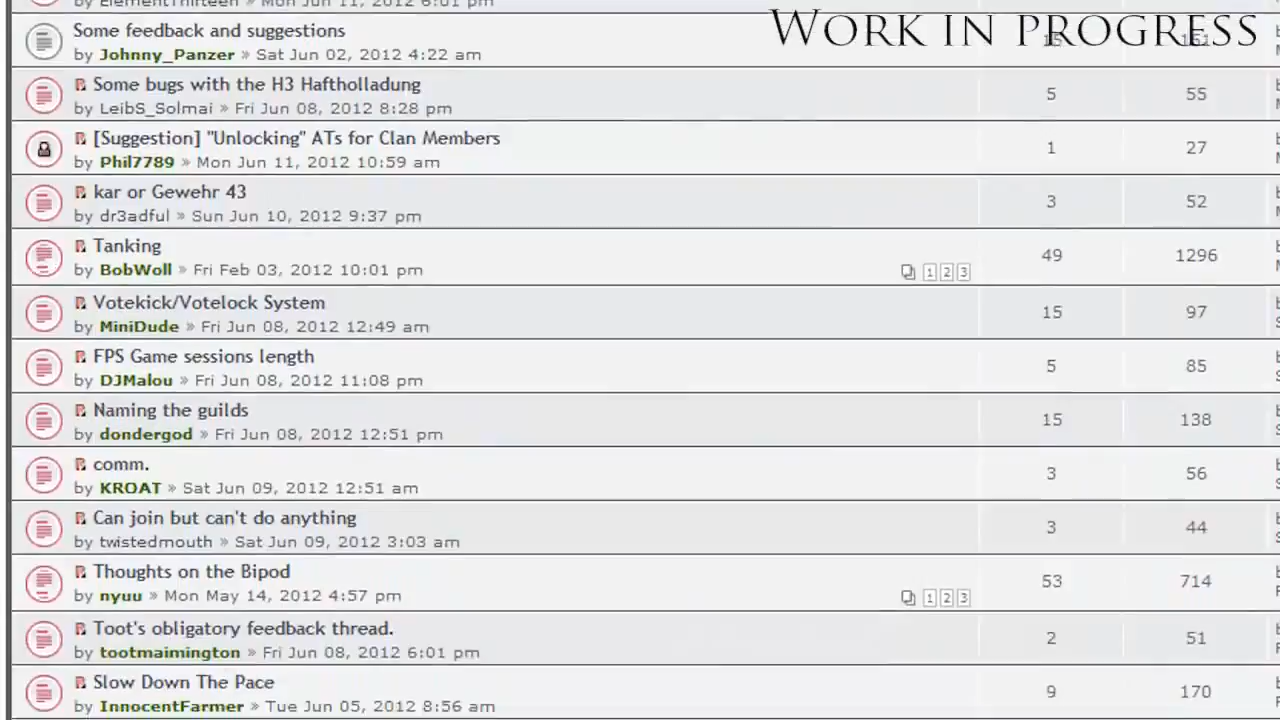 ElementThirteen » Mon Jun 11, 2012 6:01 pm
WORK IN PROGRESS
Some feedback and suggestions
by Johnny_Panzer » Sat Jun 02, 2012 4:22 am
15 151
Some bugs with the H3 Haftholladung
by LeibS_Solmai » Fri Jun 08, 2012 8:28 pm
5 55
[Suggestion] "Unlocking" ATs for Clan Members
by Phil7789 » Mon Jun 11, 2012 10:59 am
1 27
kar or Gewehr 43
by dr3adful » Sun Jun 10, 2012 9:37 pm
3 52
Tanking
by BobWoll » Fri Feb 03, 2012 10:01 pm
1 2 3
49 1296
Votekick/Votelock System
by MiniDude » Fri Jun 08, 2012 12:49 am
15 97
FPS Game sessions length
by DJMalou » Fri Jun 08, 2012 11:08 pm
5 85
Naming the guilds
by dondergod » Fri Jun 08, 2012 12:51 pm
15 138
comm.
by KROAT » Sat Jun 09, 2012 12:51 am
3 56
Can join but can't do anything
by twistedmouth » Sat Jun 09, 2012 3:03 am
3 44
Thoughts on the Bipod
by nyuu » Mon May 14, 2012 4:57 pm
1 2 3
53 714
Toot's obligatory feedback thread.
by tootmaimington » Fri Jun 08, 2012 6:01 pm
2 51
Slow Down The Pace
by InnocentFarmer » Tue Jun 05, 2012 8:56 am
9 170